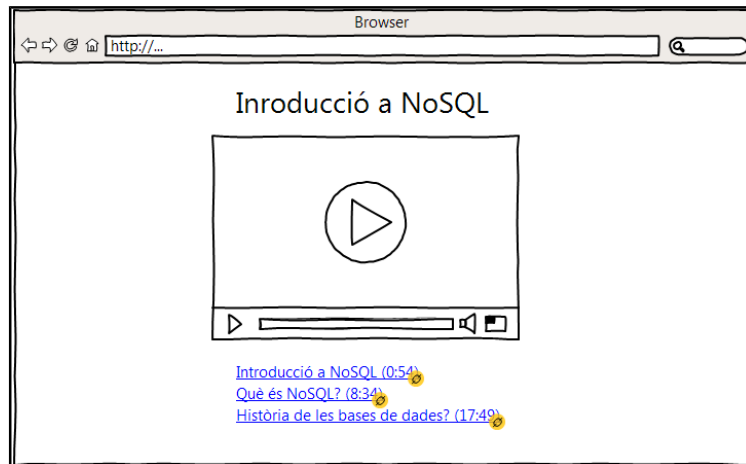 Browser
http://...
Inroducció a NoSQL
Introducció a NoSQL (0:54)
Què és NoSQL? (8:34)
Història de les bases de dades? (17:49)